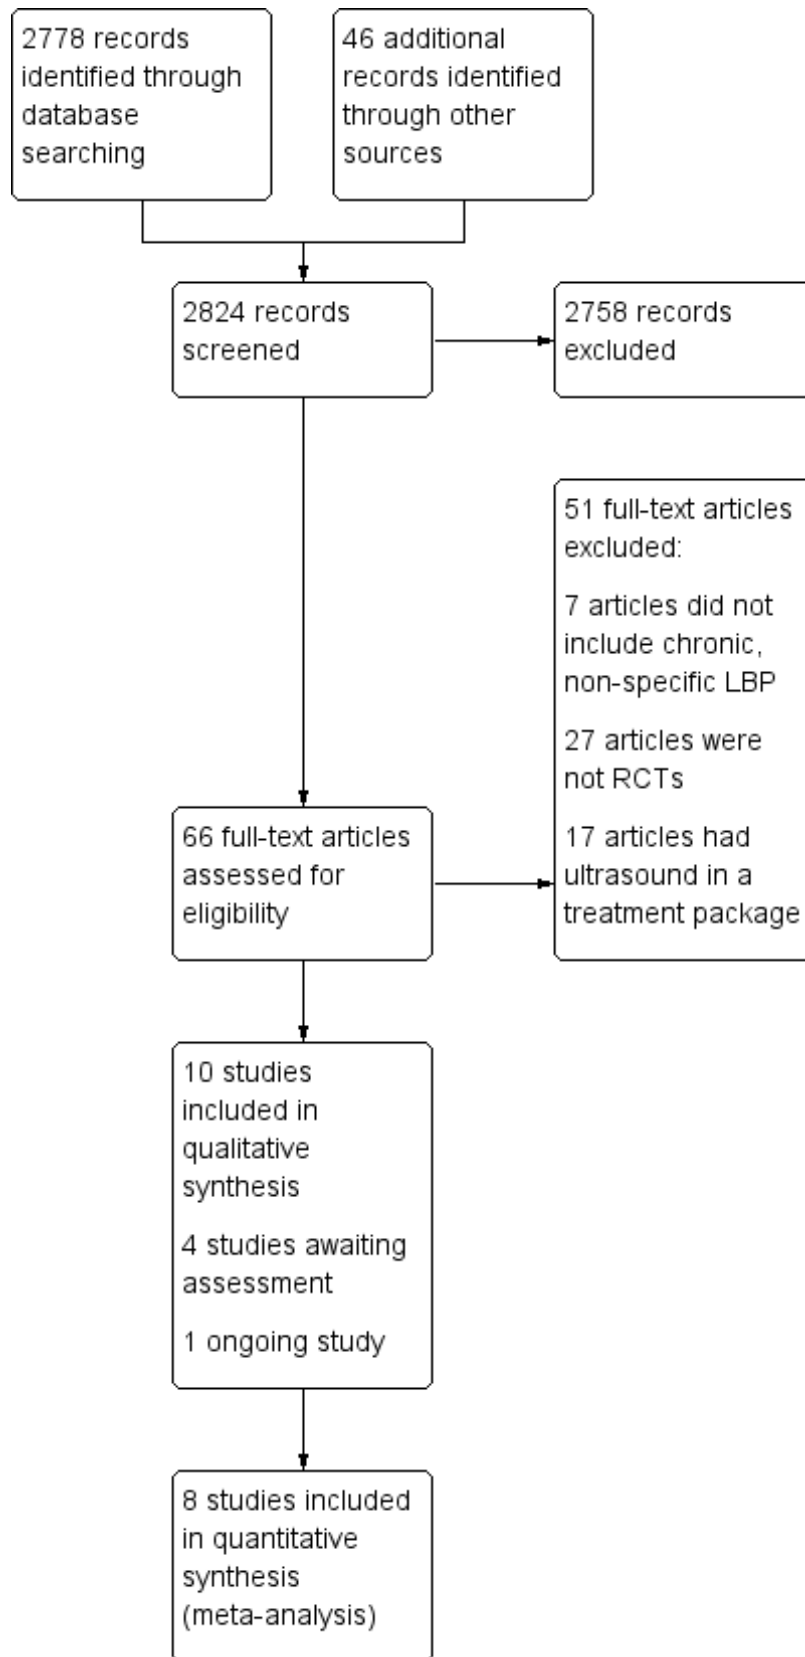 2778 records
identified through
database
searching
46 additional
records identified
through other
sources
2824 records
screened
2758 records
excluded
51 full-text articles
excluded:
7 articles did not
include chronic,
non-specific LBP
27 articles were
not RCTs
17 articles had
ultrasound in a
treatment package
66 full-text articles
assessed for
eligibility
10 studies
included in
qualitative
synthesis
4 studies awaiting
assessment
1 ongoing study
8 studies included
in quantitative
synthesis
(meta-analysis)